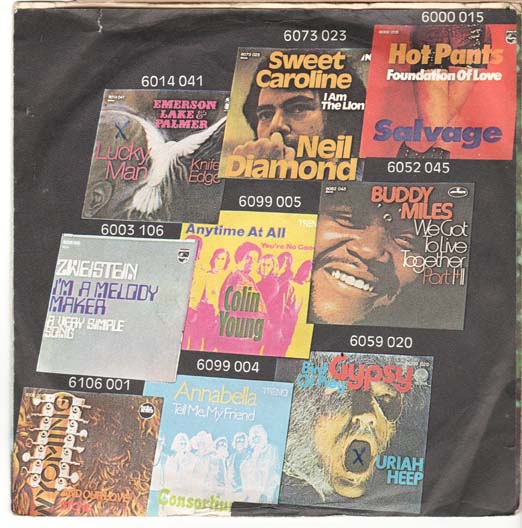 6000 015
6073 023
Hot Pants
Foundation Of Love
Salvage
Sweet
Caroline
I Am
The Lion
Neil
Diamond
6014 041
EMERSON
LAKE &
PALMER
Lucky
Man
Knife
Edge
6052 045
BUDDY
MILES
We Got
To Live
Together
Part I+II
6099 005
Anytime At All
You're No Good
Colin
Young
6003 106
ZWEISTEIN
I'M A MELODY
MAKER
A VERY SIMPLE
SONG
6059 020
Gypsy
URIAH
HEEP
6099 004
Annabella
TREND
Tell Me, My Friend
Consortium
6106 001
WYOMING